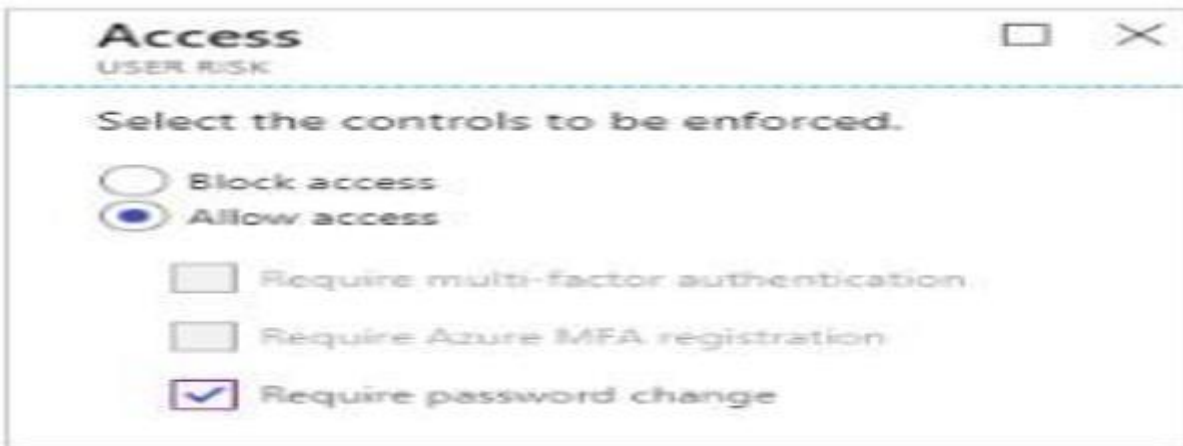 Access
USER RISK
Select the controls to be enforced.
Block access
Allow access
Require multi-factor authentication
Require Azure MFA registration
Require password change